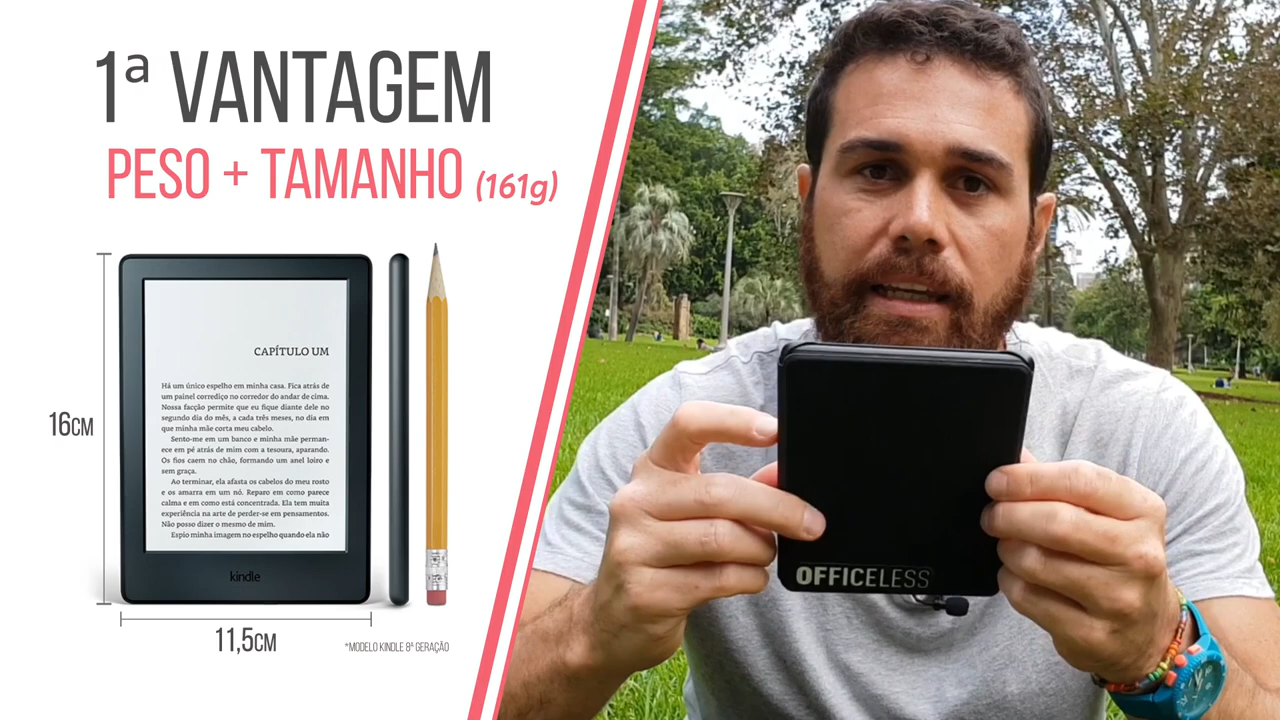 1ª VANTAGEM
PESO + TAMANHO (161g)
CAPÍTULO UM
Há um único espelho em minha casa. Fica atrás de
um painel corrediço no corredor do andar de cima.
Nossa facção permite que eu fique diante dele no
segundo dia do mês, a cada três meses, no dia em
que minha mãe corta meu cabelo.
Sento-me em um banco e minha mãe perman-
ece em pé atrás de mim com a tesoura, aparando.
Os fios caem no chão, formando um anel loiro e
sem graça.
Ao terminar, ela afasta os cabelos do meu rosto
e os amarra em um nó. Reparo em como parece
calma e em como está concentrada. Ela tem muita
experiência na arte de perder-se em pensamentos.
Não posso dizer o mesmo de mim.
Espio minha imagem no espelho quando ela não
kindle
16CM
11,5CM
*MODELO KINDLE 8ª GERAÇÃO
OFFICELESS